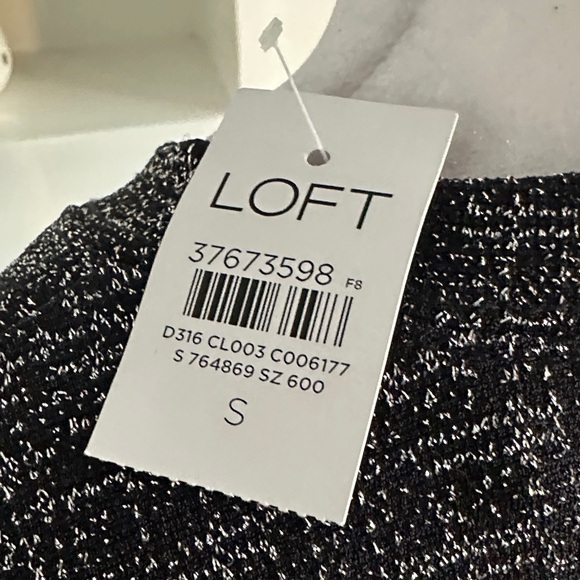 LOFT
37673598 F8
D316 CL003 C006177
S 764869 SZ 600
S